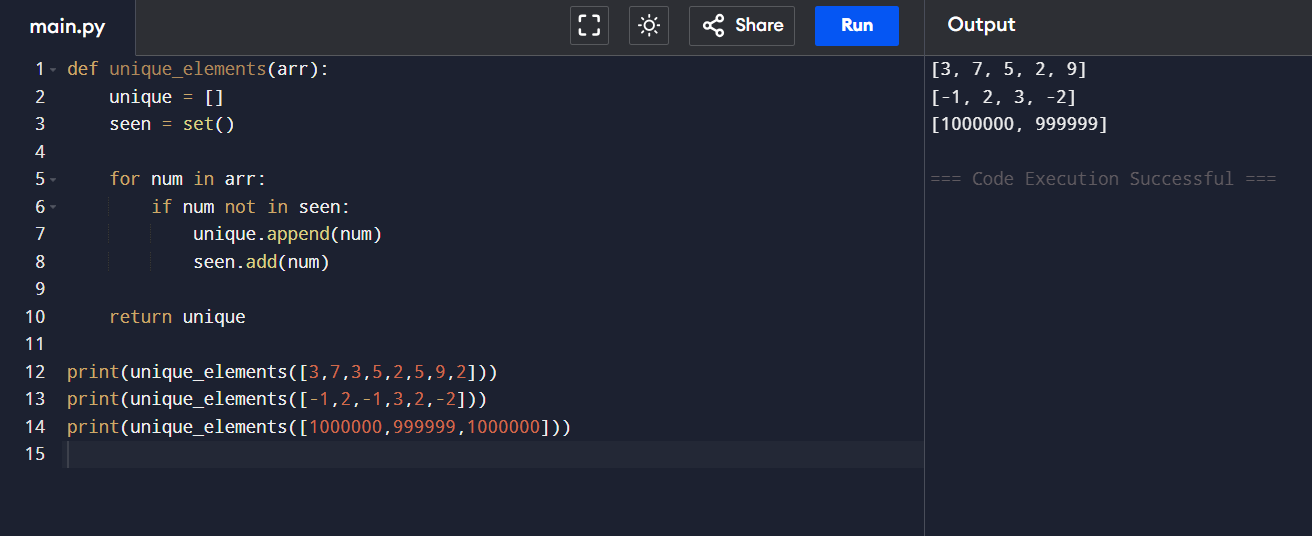 main.py
Share
Run
Output
1 def unique_elements(arr):
2     unique = []
3     seen = set()
4
5     for num in arr:
6         if num not in seen:
7             unique.append(num)
8             seen.add(num)
9
10     return unique
11
12 print(unique_elements([3,7,3,5,2,5,9,2]))
13 print(unique_elements([-1,2,-1,3,2,-2]))
14 print(unique_elements([1000000,999999,1000000]))
15
[3, 7, 5, 2, 9]
[-1, 2, 3, -2]
[1000000, 999999]
=== Code Execution Successful ===